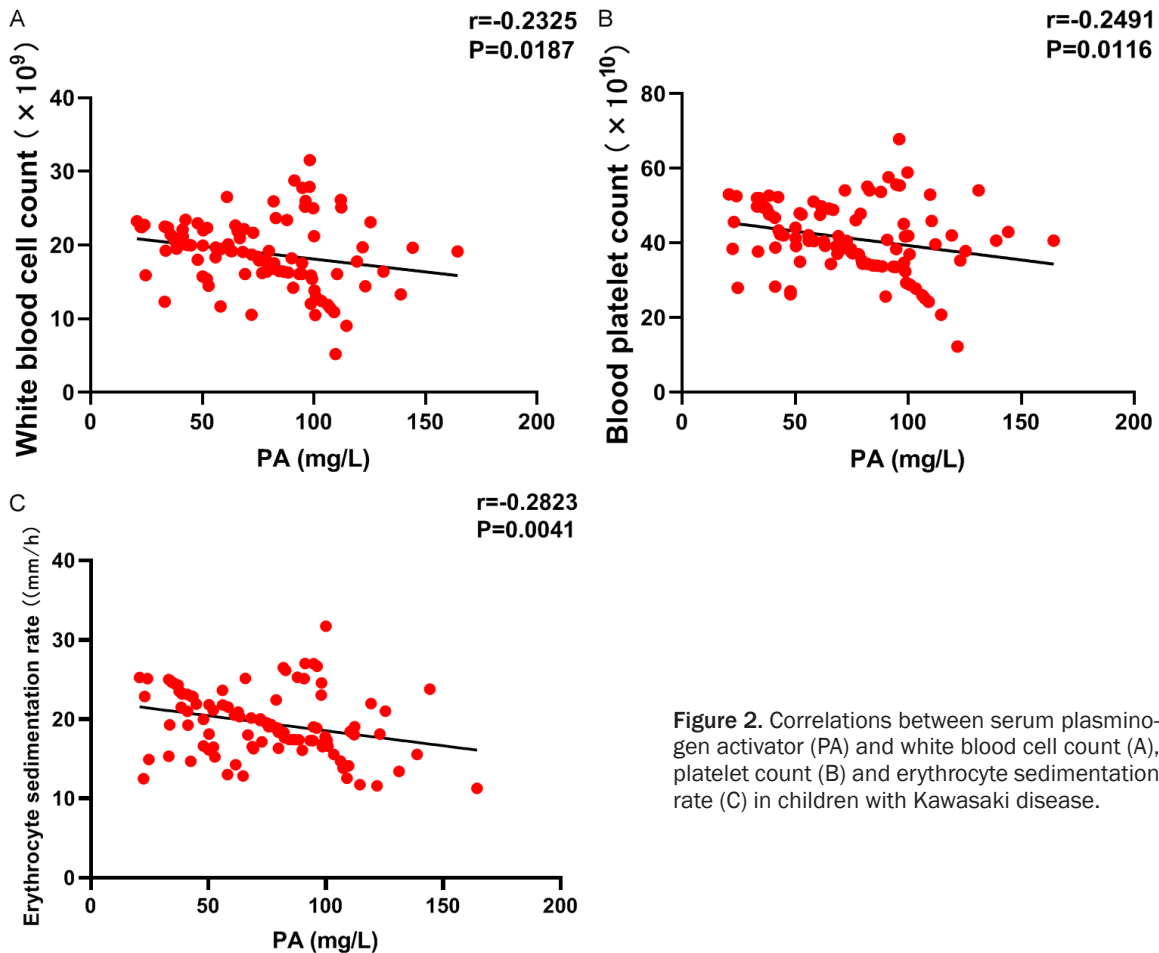 A
r=-0.2325
P=0.0187
White blood cell count (×10⁹)
40
30
20
10
0
0 50 100 150 200
PA (mg/L)
B
r=-0.2491
P=0.0116
Blood platelet count (×10¹⁰)
80
60
40
20
0
0 50 100 150 200
PA (mg/L)
C
r=-0.2823
P=0.0041
Erythrocyte sedimentation rate ((mm/h)
40
30
20
10
0
0 50 100 150 200
PA (mg/L)
Figure 2. Correlations between serum plasmino-
gen activator (PA) and white blood cell count (A),
platelet count (B) and erythrocyte sedimentation
rate (C) in children with Kawasaki disease.